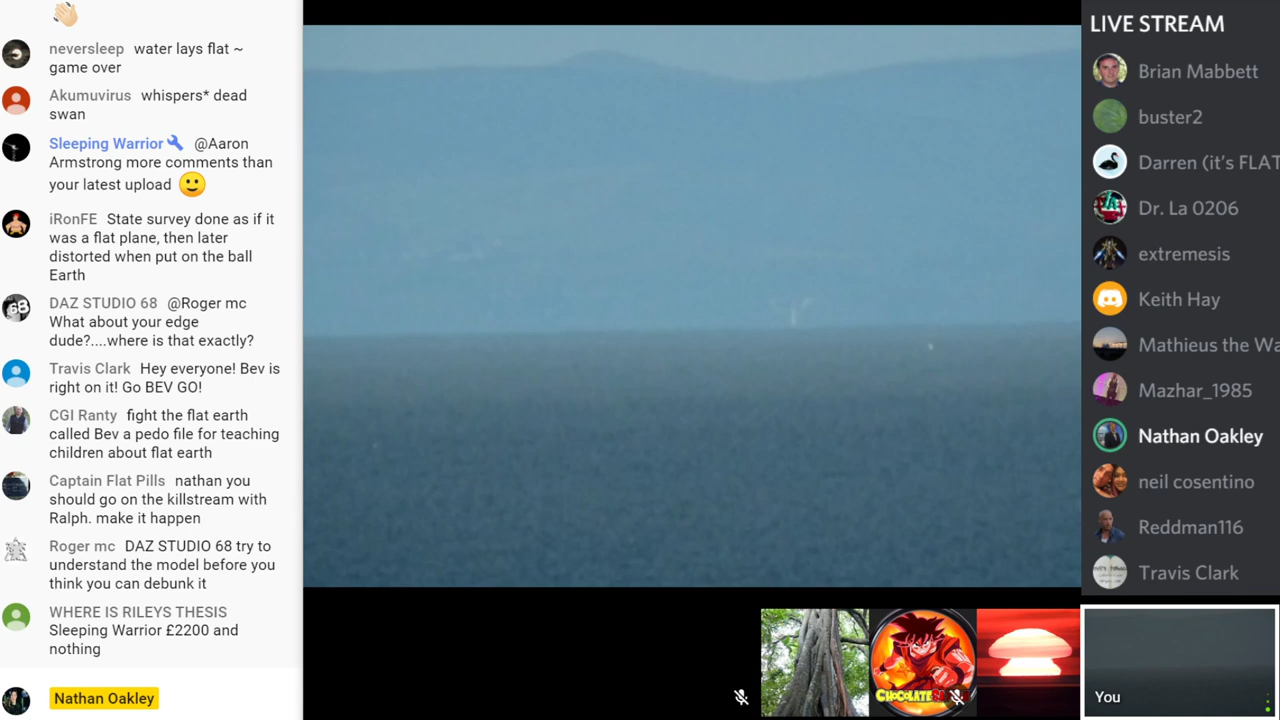 neversleep water lays flat ~
game over
Akumuvirus whispers* dead
swan
Sleeping Warrior @Aaron
Armstrong more comments than
your latest upload
iRonFE State survey done as if it
was a flat plane, then later
distorted when put on the ball
Earth
DAZ STUDIO 68 @Roger mc
What about your edge
dude?....where is that exactly?
Travis Clark Hey everyone! Bev is
right on it! Go BEV GO!
CGI Ranty fight the flat earth
called Bev a pedo file for teaching
children about flat earth
Captain Flat Pills nathan you
should go on the killstream with
Ralph. make it happen
Roger mc DAZ STUDIO 68 try to
understand the model before you
think you can debunk it
WHERE IS RILEYS THESIS
Sleeping Warrior £2200 and
nothing
Nathan Oakley
LIVE STREAM
Brian Mabbett
buster2
Darren (it's FLAT
Dr. La 0206
extremesis
Keith Hay
Mathieus the Wa
Mazhar_1985
Nathan Oakley
neil cosentino
Reddman116
Travis Clark
68
You